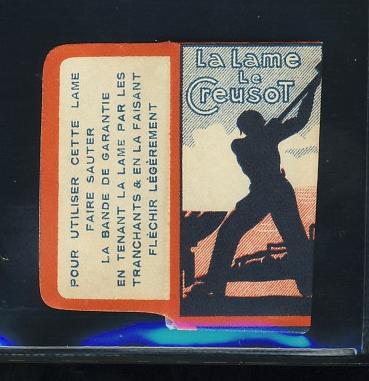 La Lame
Le
Creusot
POUR UTILISER CETTE LAME
FAIRE SAUTER
LA BANDE DE GARANTIE
EN TENANT LA LAME PAR LES
TRANCHANTS & EN LA FAISANT
FLÉCHIR LÉGÈREMENT